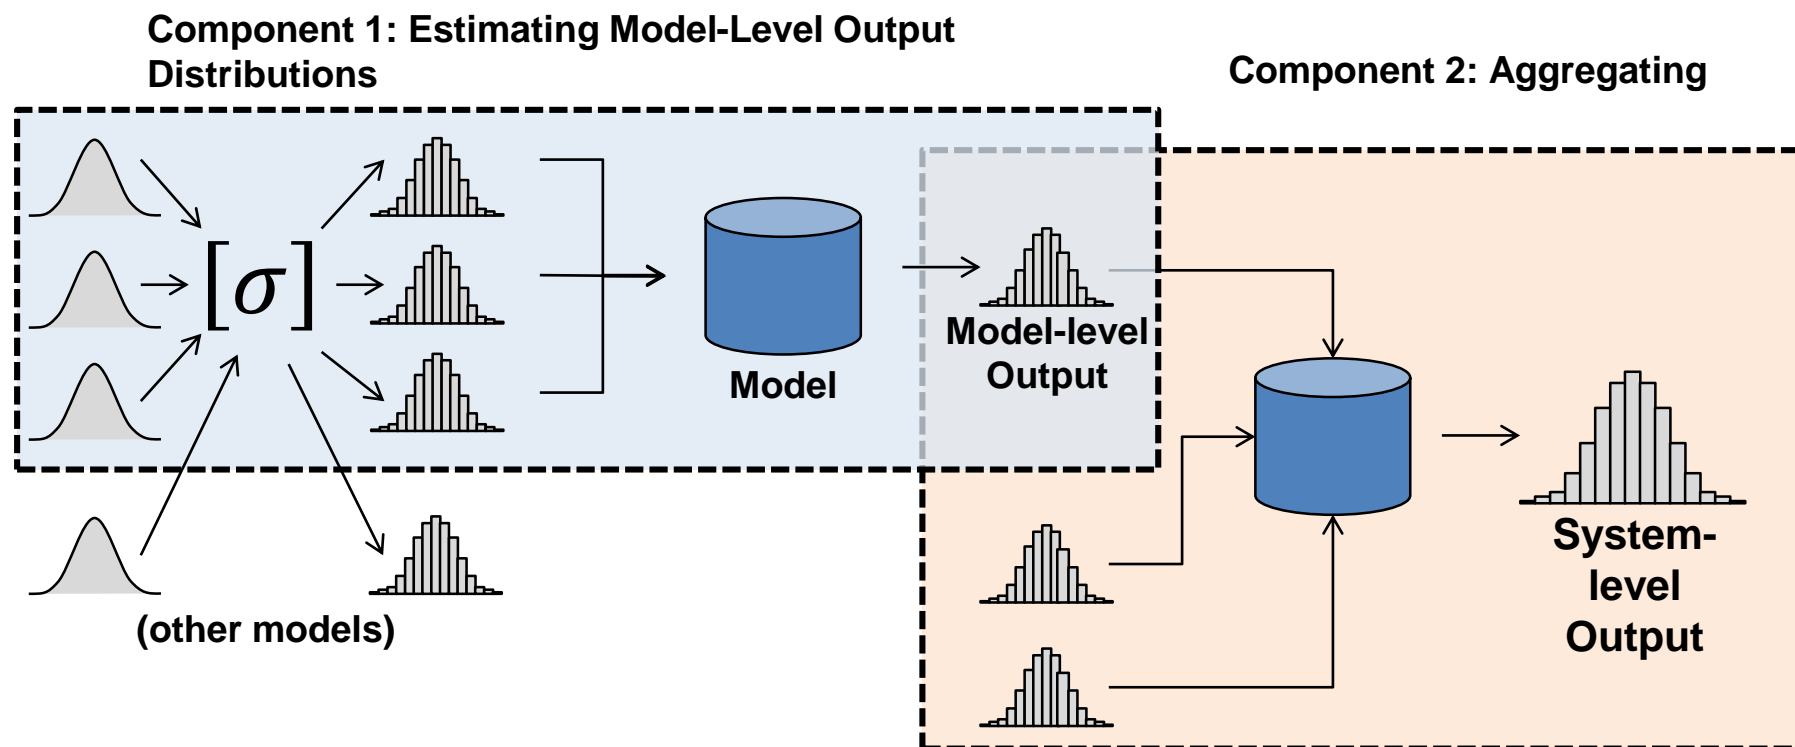 Component 1: Estimating Model-Level Output
Distributions
Component 2: Aggregating
[σ]
Model
Model-level
Output
(other models)
System-
level
Output